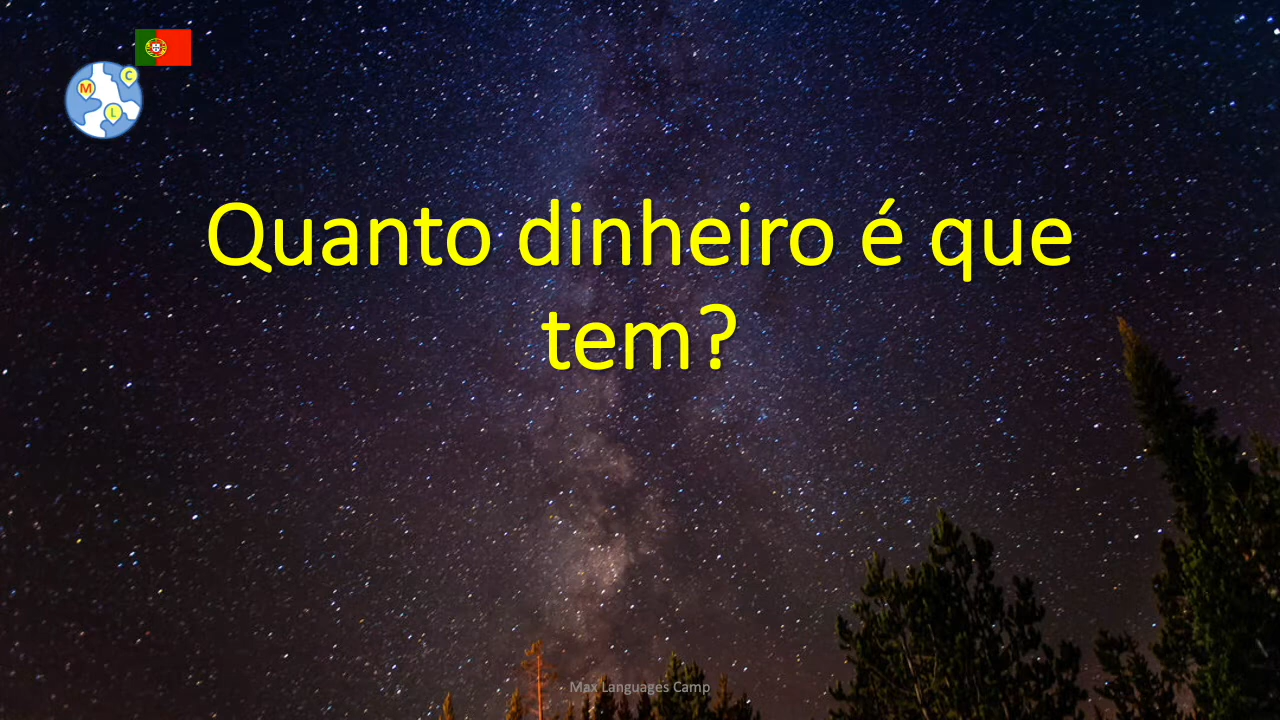 C
M
L
Quanto dinheiro é que
tem?
Max Languages Camp